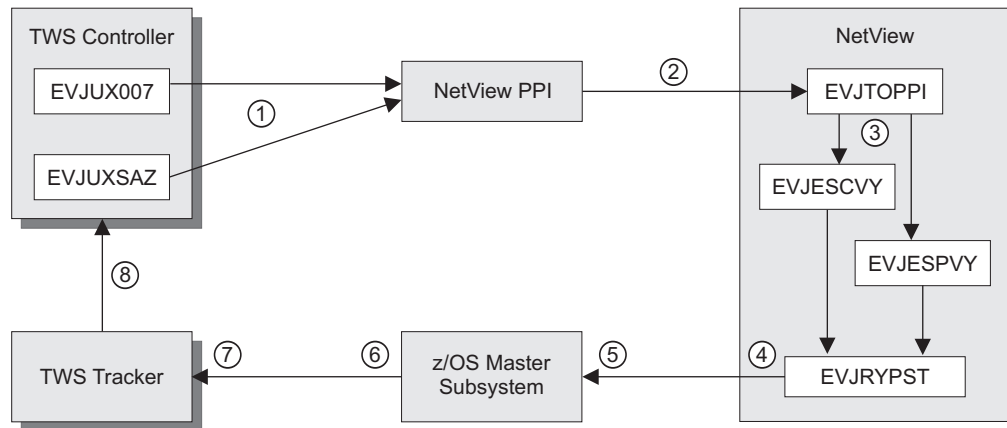 TWS Controller
EVJUX007
EVJUXSAZ
①
NetView PPI
②
NetView
EVJTOPPI
③
EVJESCVY
EVJESPVY
④
EVJRYPST
⑤
z/OS Master
Subsystem
⑥
⑦
TWS Tracker
⑧